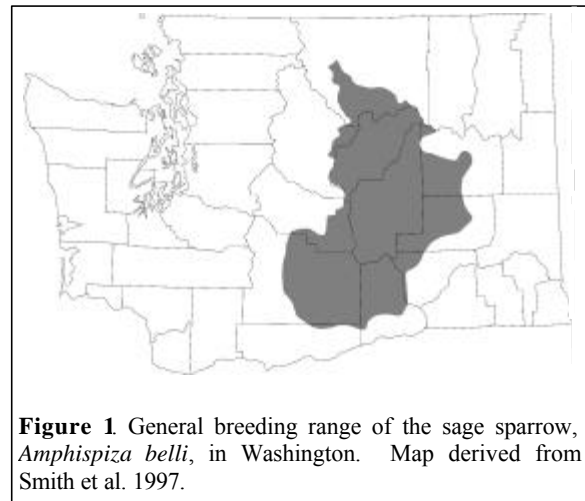 Figure 1. General breeding range of the sage sparrow,
Amphispiza belli, in Washington. Map derived from
Smith et al. 1997.